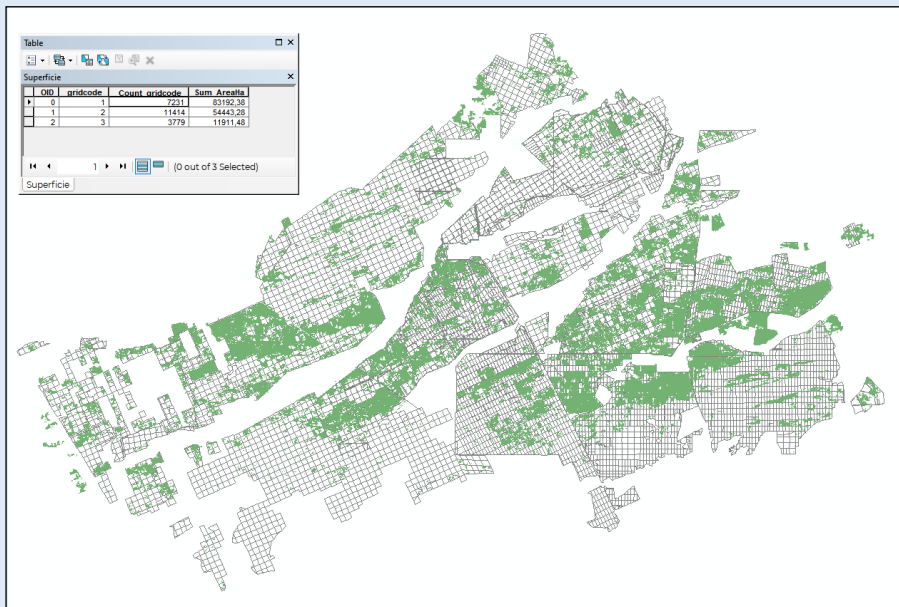 Table
Superficie
OID gridcode Count_gridcode Sum_AreaHa
0 1 7231 83192,38
1 2 11414 54443,28
2 3 3779 11911,48
1 (0 out of 3 Selected)
Superficie